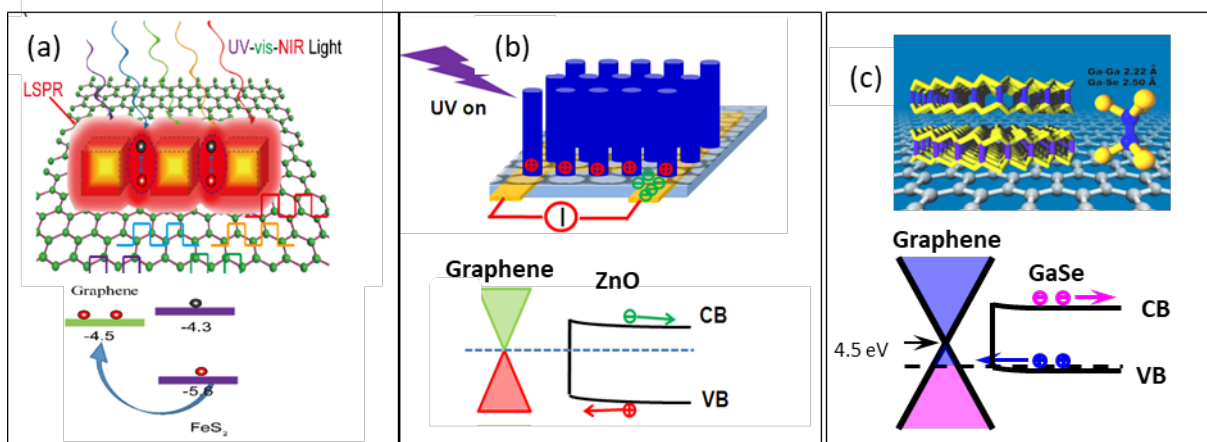 (a)
UV-vis-NIR Light
LSPR
Graphene
-4.5
-4.3
-5.6
FeS₂
(b)
UV on
I
Graphene
ZnO
CB
VB
(c)
Ga-Ga 2.22 Å
Ga-Se 2.50 Å
Graphene
GaSe
CB
4.5 eV
VB